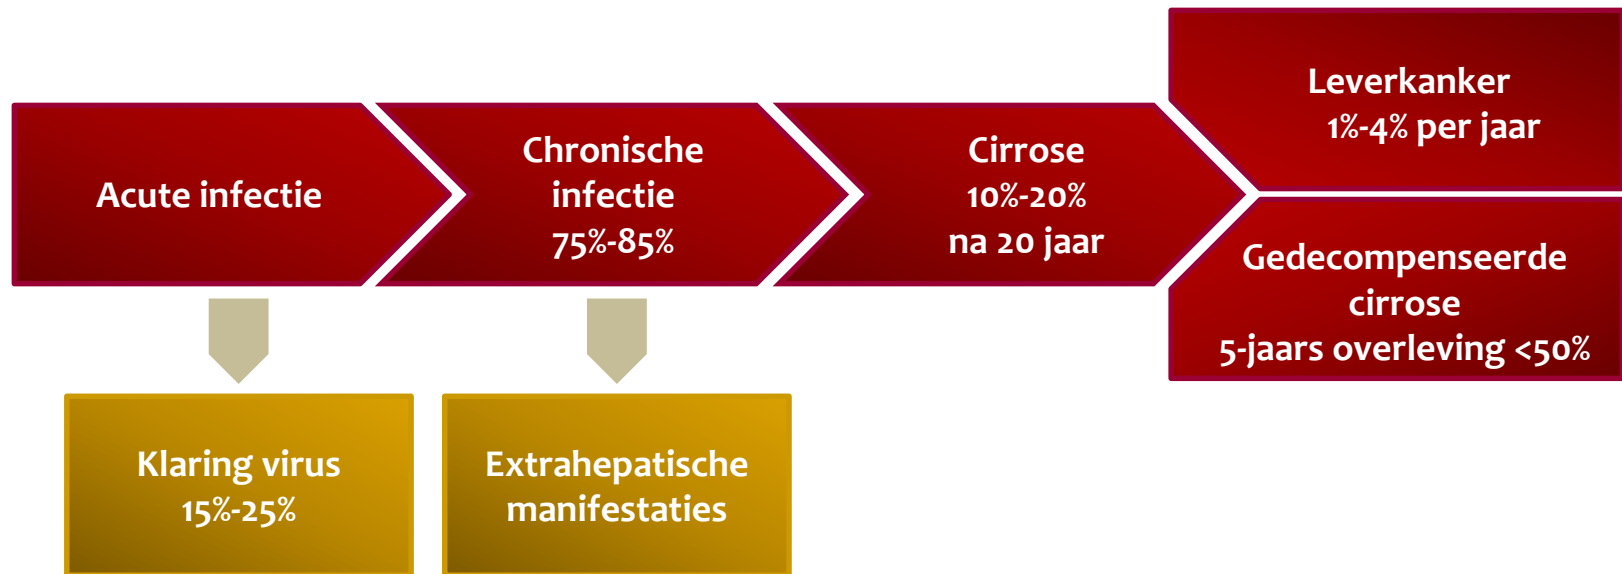 Acute infectie
Chronische
infectie
75%-85%
Cirrose
10%-20%
na 20 jaar
Leverkanker
1%-4% per jaar
Gedecompenseerde
cirrose
5-jaars overleving <50%
Klaring virus
15%-25%
Extrahepatische
manifestaties